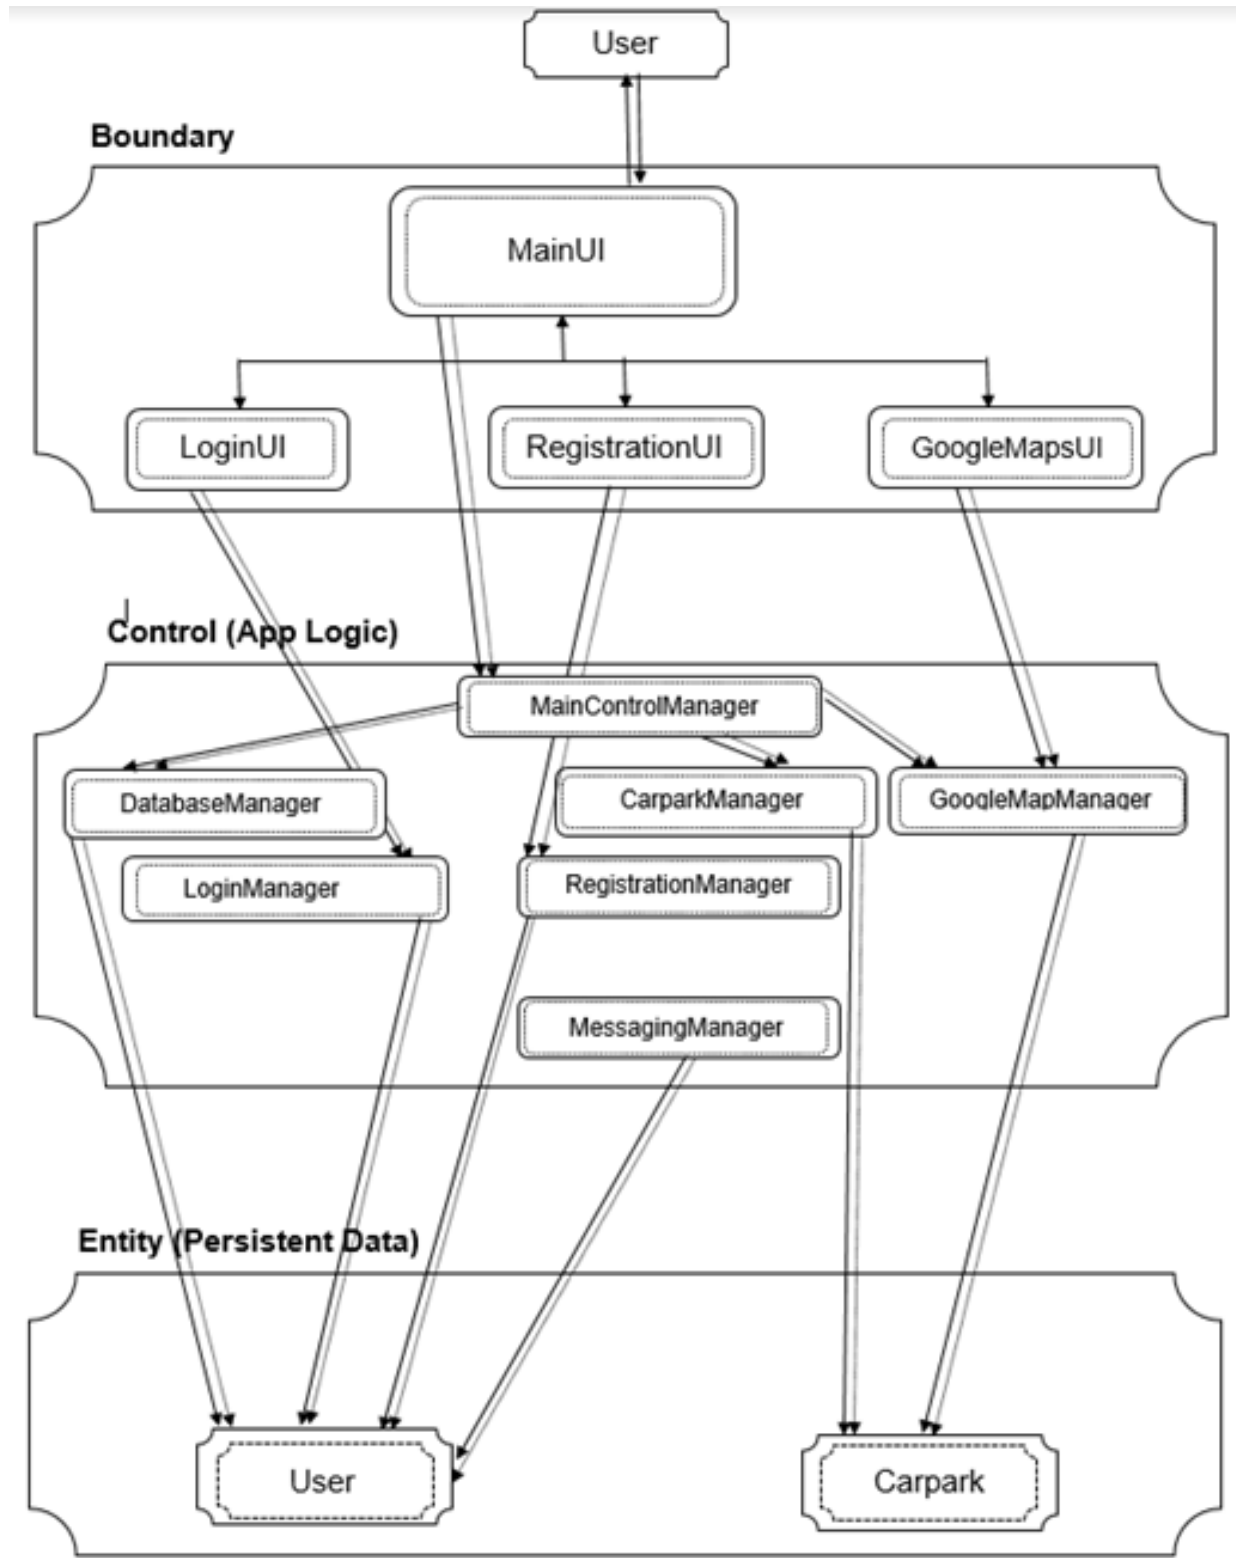 User
Boundary
MainUI
LoginUI
RegistrationUI
GoogleMapsUI
Control (App Logic)
MainControlManager
DatabaseManager
CarparkManager
GoogleMapManager
LoginManager
RegistrationManager
MessagingManager
Entity (Persistent Data)
User
Carpark